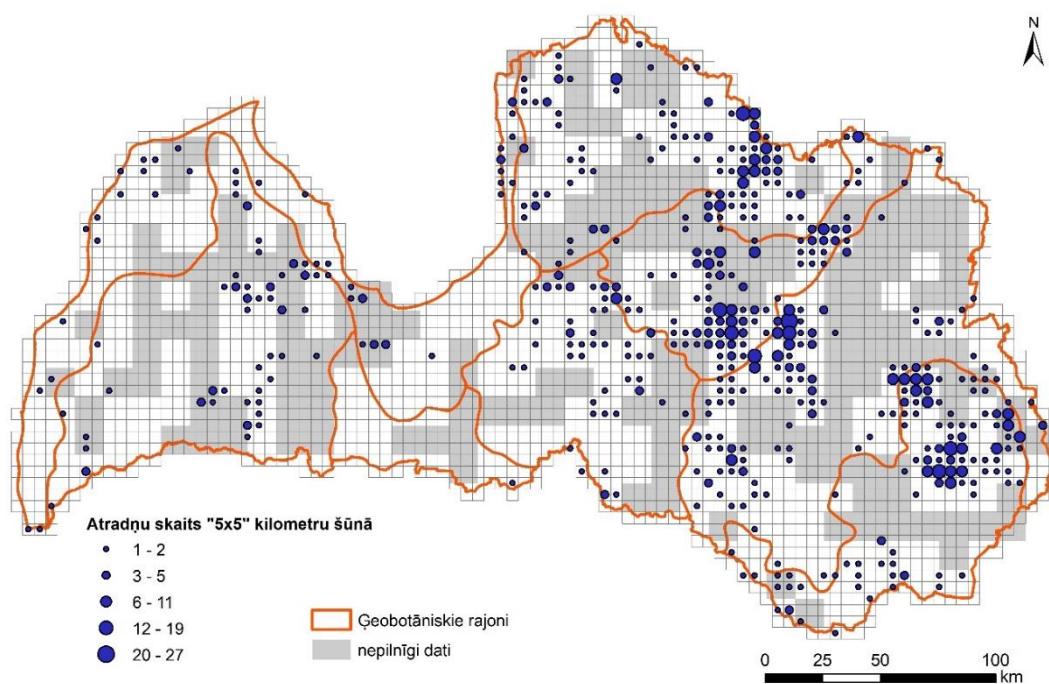 N
Atradņu skaits "5x5" kilometru šūnā
1 - 2
3 - 5
6 - 11
12 - 19
20 - 27
Ģeobotāniskie rajoni
nepilnīgi dati
0 25 50 100
km